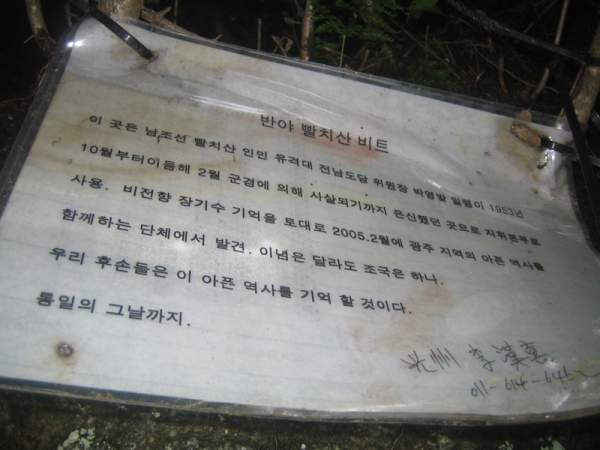 반야 빨치산 비트
이 곳은 남조선 빨치산 인민 유격대 전남도당 위원장 박영발 일행이 1953년
10월부터이듬해 2월 군경에 의해 사살되기까지 은신했던 곳으로 지휘본부로
사용. 비전향 장기수 기억을 토대로 2005.2월에 광주 지역의 아픈 역사를
함께하는 단체에서 발견. 이념은 달라도 조국은 하나.
우리 후손들은 이 아픈 역사를 기억 할 것이다.
통일의 그날까지.
光州 李漢
011-614-